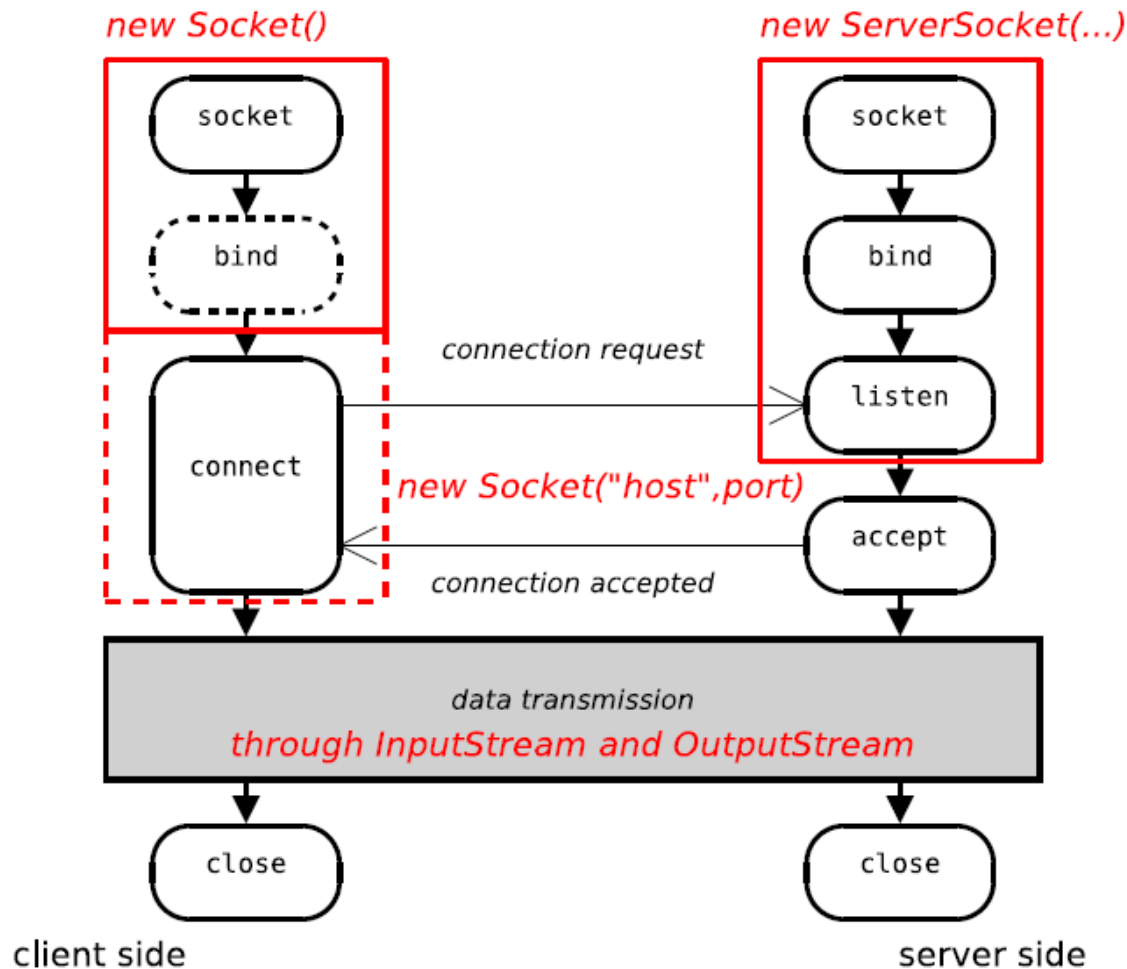 new Socket()
new ServerSocket(...)
socket
socket
bind
bind
connection request
listen
connect
new Socket("host",port)
accept
connection accepted
data transmission
through InputStream and OutputStream
close
close
client side
server side